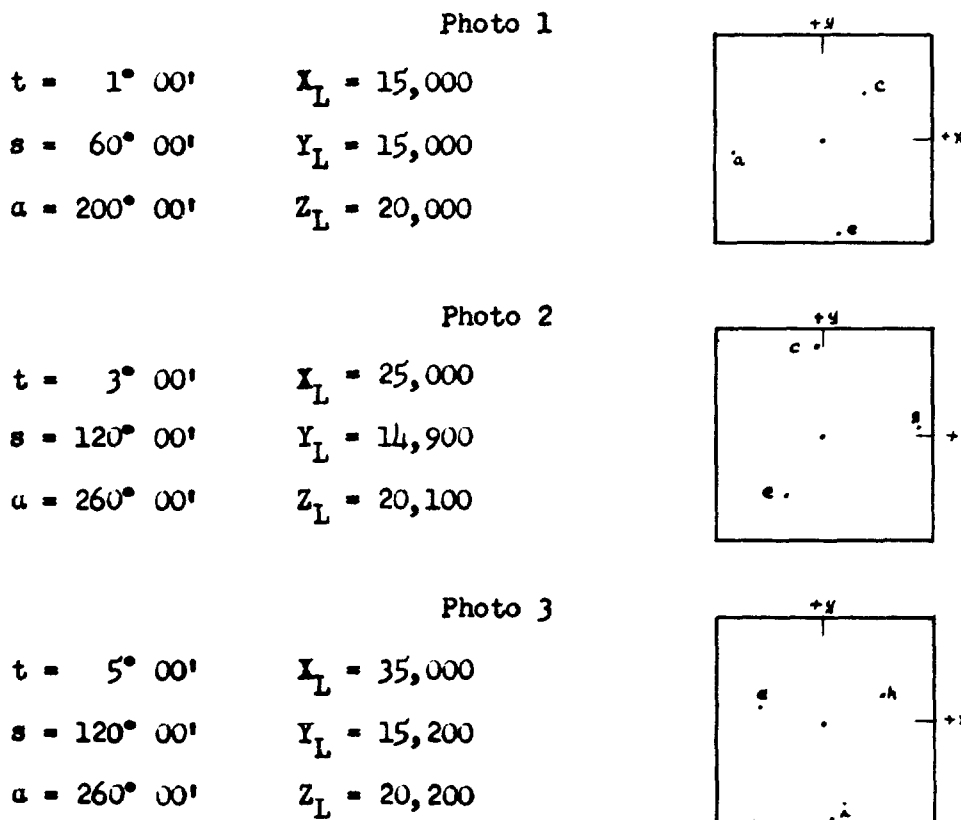 Photo 1
+y
t = 1° 00' X_L = 15,000
c
s = 60° 00' Y_L = 15,000
+x
a
α = 200° 00' Z_L = 20,000
e
Photo 2
+y
c
t = 3° 00' X_L = 25,000
s = 120° 00' Y_L = 14,900
+
e
α = 260° 00' Z_L = 20,100
Photo 3
+y
t = 5° 00' X_L = 35,000
e h
+x
s = 120° 00' Y_L = 15,200
α = 260° 00' Z_L = 20,200